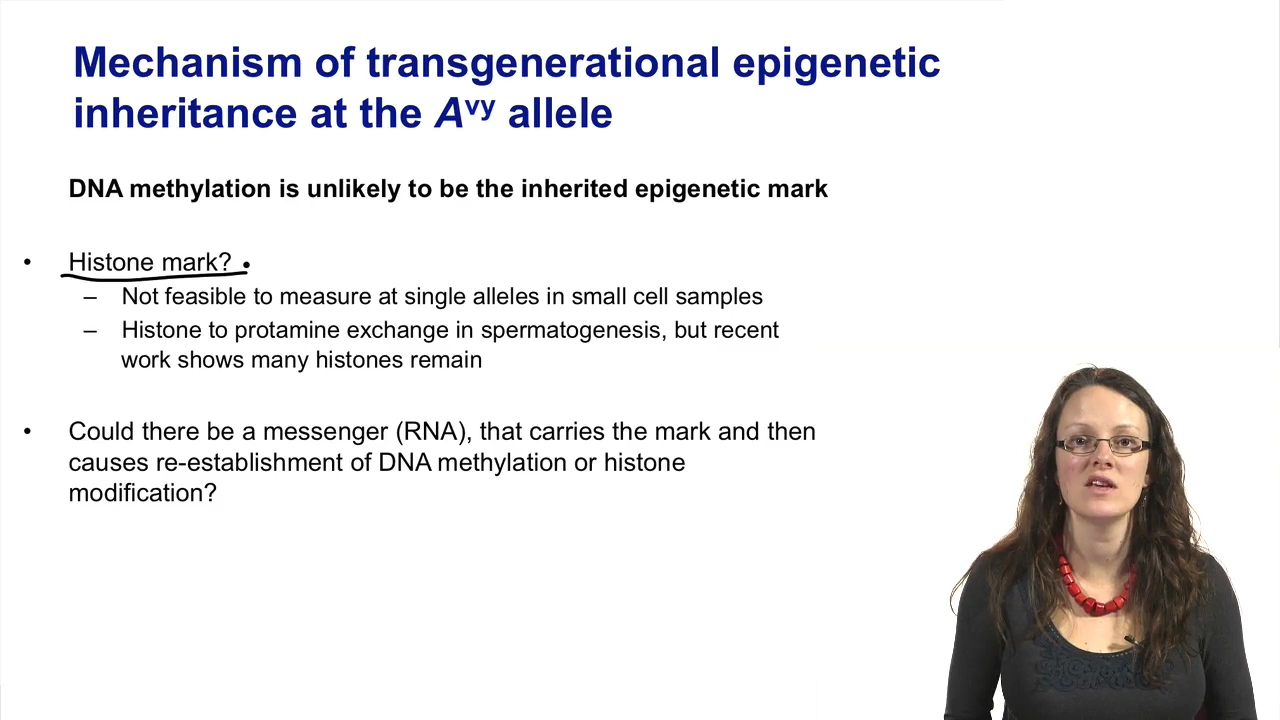 Mechanism of transgenerational epigenetic
inheritance at the Avy allele
DNA methylation is unlikely to be the inherited epigenetic mark
• Histone mark?
– Not feasible to measure at single alleles in small cell samples
– Histone to protamine exchange in spermatogenesis, but recent
work shows many histones remain
• Could there be a messenger (RNA), that carries the mark and then
causes re-establishment of DNA methylation or histone
modification?